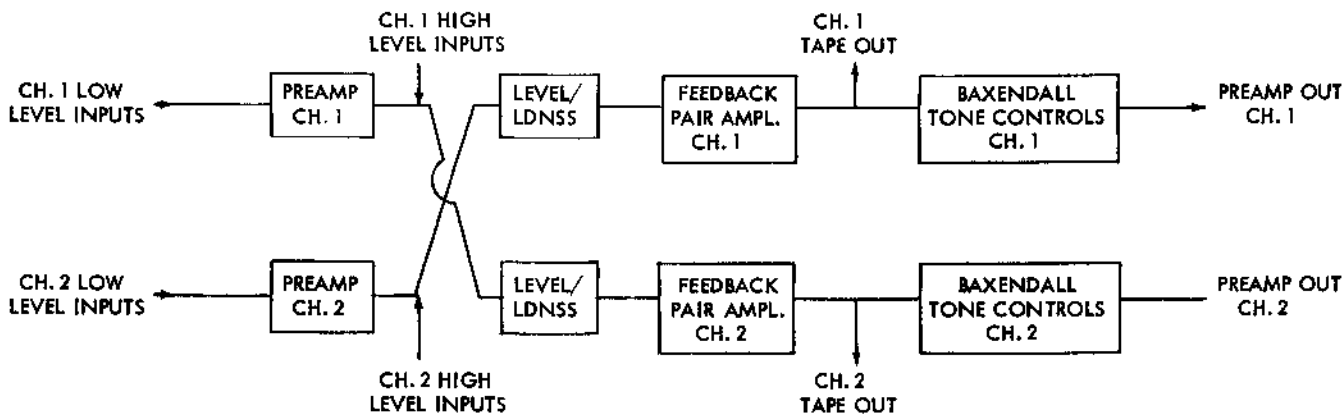 CH. 1 HIGH
LEVEL INPUTS
CH. 1
TAPE OUT
CH. 1 LOW
LEVEL INPUTS
PREAMP
CH. 1
LEVEL/
LDNSS
FEEDBACK
PAIR AMPL.
CH. 1
BAXENDALL
TONE CONTROLS
CH. 1
PREAMP OUT
CH. 1
CH. 2 LOW
LEVEL INPUTS
PREAMP
CH. 2
LEVEL/
LDNSS
FEEDBACK
PAIR AMPL.
CH. 2
BAXENDALL
TONE CONTROLS
CH. 2
PREAMP OUT
CH. 2
CH. 2 HIGH
LEVEL INPUTS
CH. 2
TAPE OUT